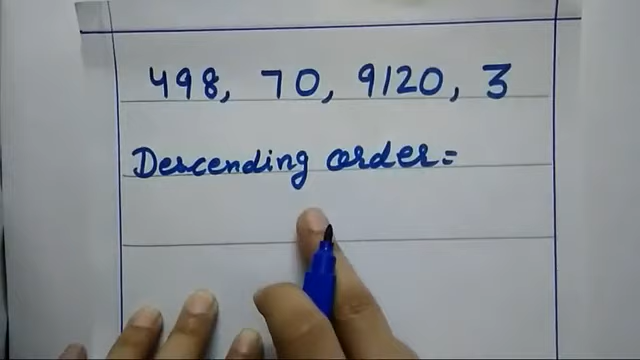 498, 70, 9120, 3
Descending order=